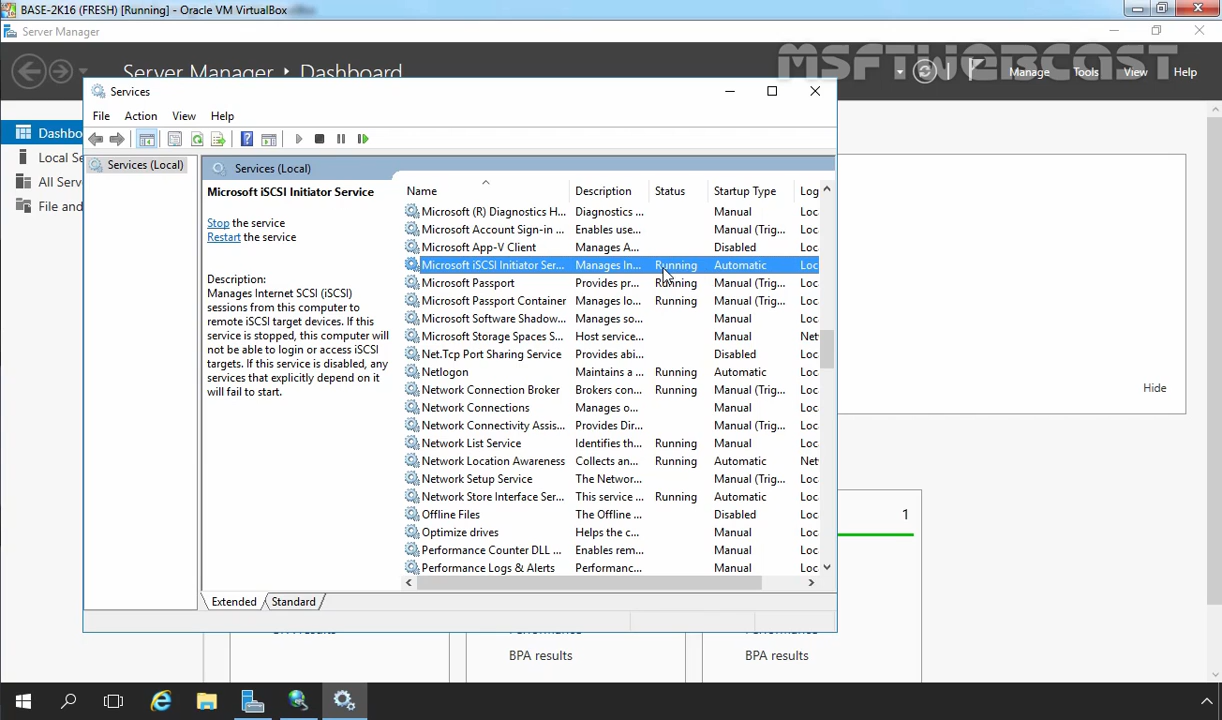 BASE-2K16 (FRESH) [Running] - Oracle VM VirtualBox
Server Manager
Server Manager • Dashboard
MSFTWEBCAST
Manage Tools View Help
Dashbo
Local Se
All Serv
File and
Services
File Action View Help
Services (Local)
Services (Local)
Microsoft iSCSI Initiator Service
Stop the service
Restart the service
Description:
Manages Internet SCSI (iSCSI)
sessions from this computer to
remote iSCSI target devices. If this
service is stopped, this computer will
not be able to login or access iSCSI
targets. If this service is disabled, any
services that explicitly depend on it
will fail to start.
Name Description Status Startup Type Log
Microsoft (R) Diagnostics H... Diagnostics ... Manual Loc
Microsoft Account Sign-in ... Enables use... Manual (Trig... Loc
Microsoft App-V Client Manages A... Disabled Loc
Microsoft iSCSI Initiator Ser... Manages In... Running Automatic Loc
Microsoft Passport Provides pr... Running Manual (Trig... Loc
Microsoft Passport Container Manages lo... Running Manual (Trig... Loc
Microsoft Software Shadow... Manages so... Manual Loc
Microsoft Storage Spaces S... Host service... Manual Net
Net.Tcp Port Sharing Service Provides abi... Disabled Loc
Netlogon Maintains a ... Running Automatic Loc
Network Connection Broker Brokers con... Running Manual (Trig... Loc
Network Connections Manages o... Manual Loc
Network Connectivity Assis... Provides Dir... Manual (Trig... Loc
Network List Service Identifies th... Running Manual Loc
Network Location Awareness Collects an... Running Automatic Net
Network Setup Service The Networ... Manual (Trig... Loc
Network Store Interface Ser... This service ... Running Automatic Loc
Offline Files The Offline ... Disabled Loc
Optimize drives Helps the c... Manual Loc
Performance Counter DLL ... Enables rem... Manual Loc
Performance Logs & Alerts Performanc... Manual Loc
Extended Standard
Hide
1
BPA results
BPA results